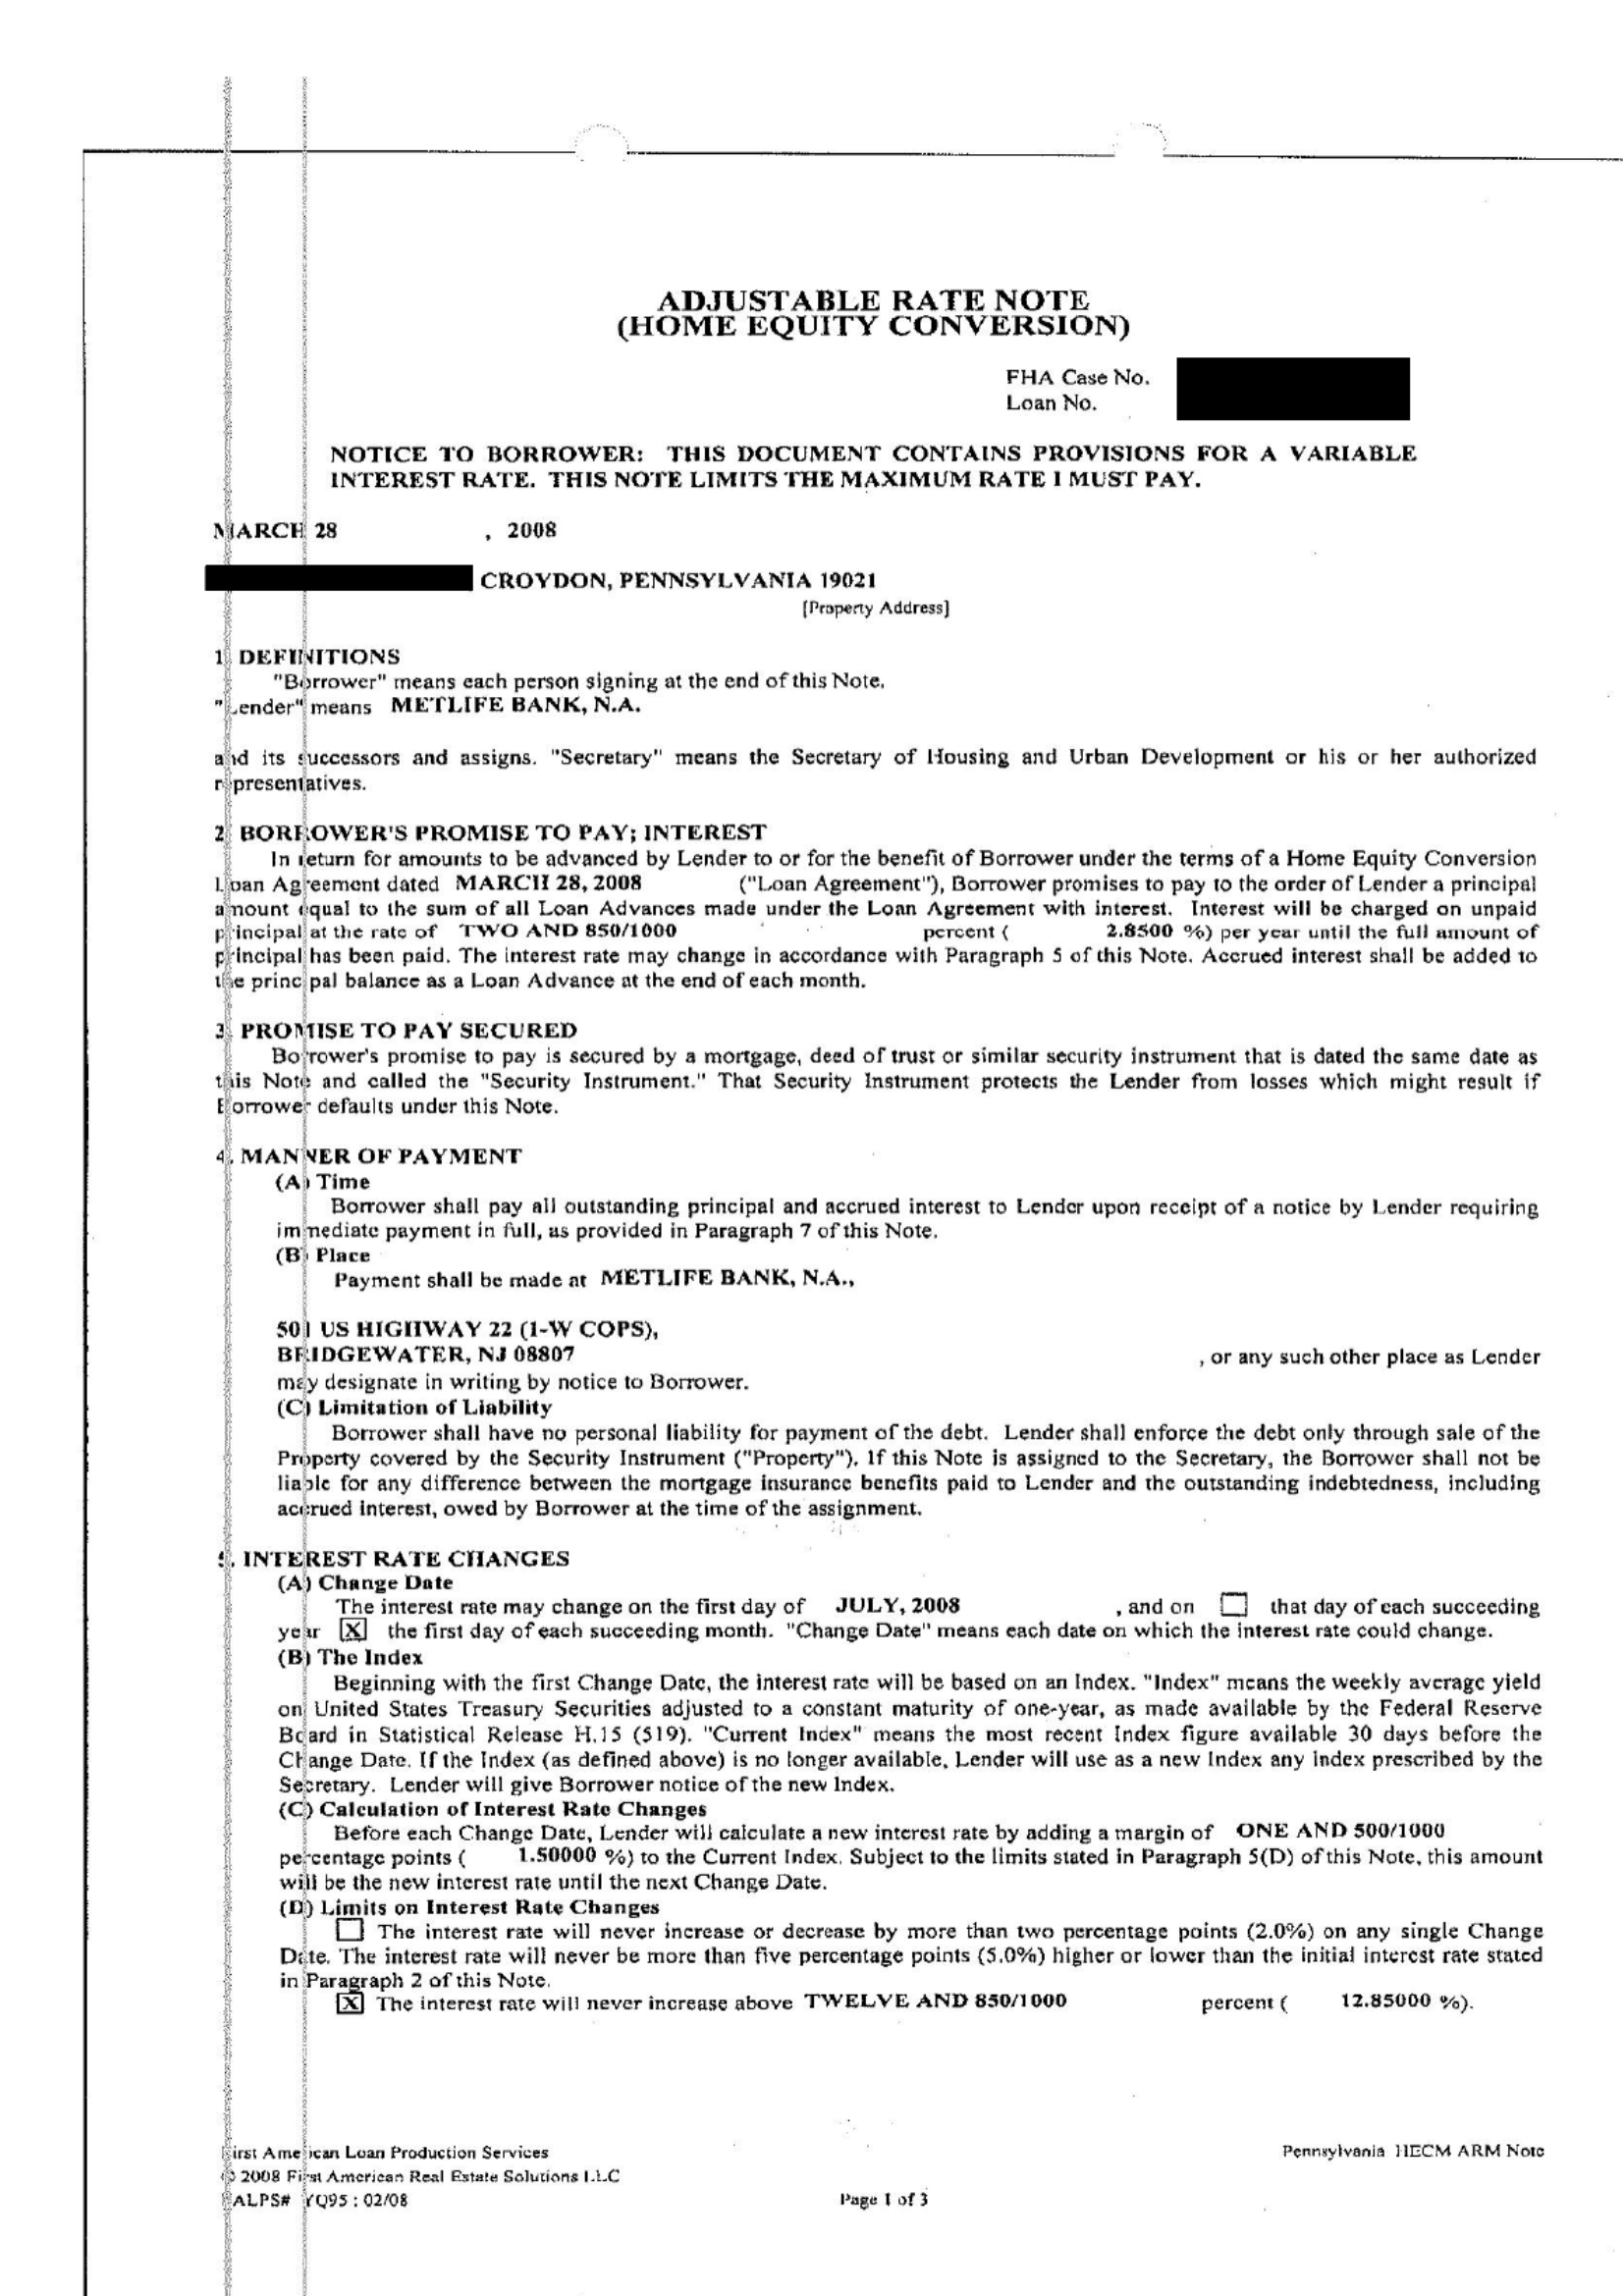 ADJUSTABLE RATE NOTE
(HOME EQUITY CONVERSION)
FHA Case No.
Loan No.
NOTICE TO BORROWER: THIS DOCUMENT CONTAINS PROVISIONS FOR A VARIABLE
INTEREST RATE. THIS NOTE LIMITS THE MAXIMUM RATE I MUST PAY.
MARCH 28 , 2008
CROYDON, PENNSYLVANIA 19021
[Property Address]
1. DEFINITIONS
"Borrower" means each person signing at the end of this Note.
"Lender" means METLIFE BANK, N.A.
and its successors and assigns. "Secretary" means the Secretary of Housing and Urban Development or his or her authorized
representatives.
2. BORROWER'S PROMISE TO PAY; INTEREST
In return for amounts to be advanced by Lender to or for the benefit of Borrower under the terms of a Home Equity Conversion
Loan Agreement dated MARCH 28, 2008 ("Loan Agreement"), Borrower promises to pay to the order of Lender a principal
amount equal to the sum of all Loan Advances made under the Loan Agreement with interest. Interest will be charged on unpaid
principal at the rate of TWO AND 850/1000 percent ( 2.8500 %) per year until the full amount of
principal has been paid. The interest rate may change in accordance with Paragraph 5 of this Note. Accrued interest shall be added to
the principal balance as a Loan Advance at the end of each month.
3. PROMISE TO PAY SECURED
Borrower's promise to pay is secured by a mortgage, deed of trust or similar security instrument that is dated the same date as
this Note and called the "Security Instrument." That Security Instrument protects the Lender from losses which might result if
Borrower defaults under this Note.
4. MANNER OF PAYMENT
(A) Time
Borrower shall pay all outstanding principal and accrued interest to Lender upon receipt of a notice by Lender requiring
immediate payment in full, as provided in Paragraph 7 of this Note.
(B) Place
Payment shall be made at METLIFE BANK, N.A.,
501 US HIGHWAY 22 (1-W COPS),
BRIDGEWATER, NJ 08807 , or any such other place as Lender
may designate in writing by notice to Borrower.
(C) Limitation of Liability
Borrower shall have no personal liability for payment of the debt. Lender shall enforce the debt only through sale of the
Property covered by the Security Instrument ("Property"). If this Note is assigned to the Secretary, the Borrower shall not be
liable for any difference between the mortgage insurance benefits paid to Lender and the outstanding indebtedness, including
accrued interest, owed by Borrower at the time of the assignment.
5. INTEREST RATE CHANGES
(A) Change Date
The interest rate may change on the first day of JULY, 2008 , and on ☐ that day of each succeeding
year [X] the first day of each succeeding month. "Change Date" means each date on which the interest rate could change.
(B) The Index
Beginning with the first Change Date, the interest rate will be based on an Index. "Index" means the weekly average yield
on United States Treasury Securities adjusted to a constant maturity of one-year, as made available by the Federal Reserve
Board in Statistical Release H.15 (519). "Current Index" means the most recent Index figure available 30 days before the
Change Date. If the Index (as defined above) is no longer available, Lender will use as a new Index any index prescribed by the
Secretary. Lender will give Borrower notice of the new Index.
(C) Calculation of Interest Rate Changes
Before each Change Date, Lender will calculate a new interest rate by adding a margin of ONE AND 500/1000
percentage points ( 1.50000 %) to the Current Index. Subject to the limits stated in Paragraph 5(D) of this Note, this amount
will be the new interest rate until the next Change Date.
(D) Limits on Interest Rate Changes
☐ The interest rate will never increase or decrease by more than two percentage points (2.0%) on any single Change
Date. The interest rate will never be more than five percentage points (5.0%) higher or lower than the initial interest rate stated
in Paragraph 2 of this Note.
[X] The interest rate will never increase above TWELVE AND 850/1000 percent ( 12.85000 %).
First American Loan Production Services Pennsylvania HECM ARM Note
© 2008 First American Real Estate Solutions LLC
FALPS# YQ95 : 02/08 Page 1 of 3